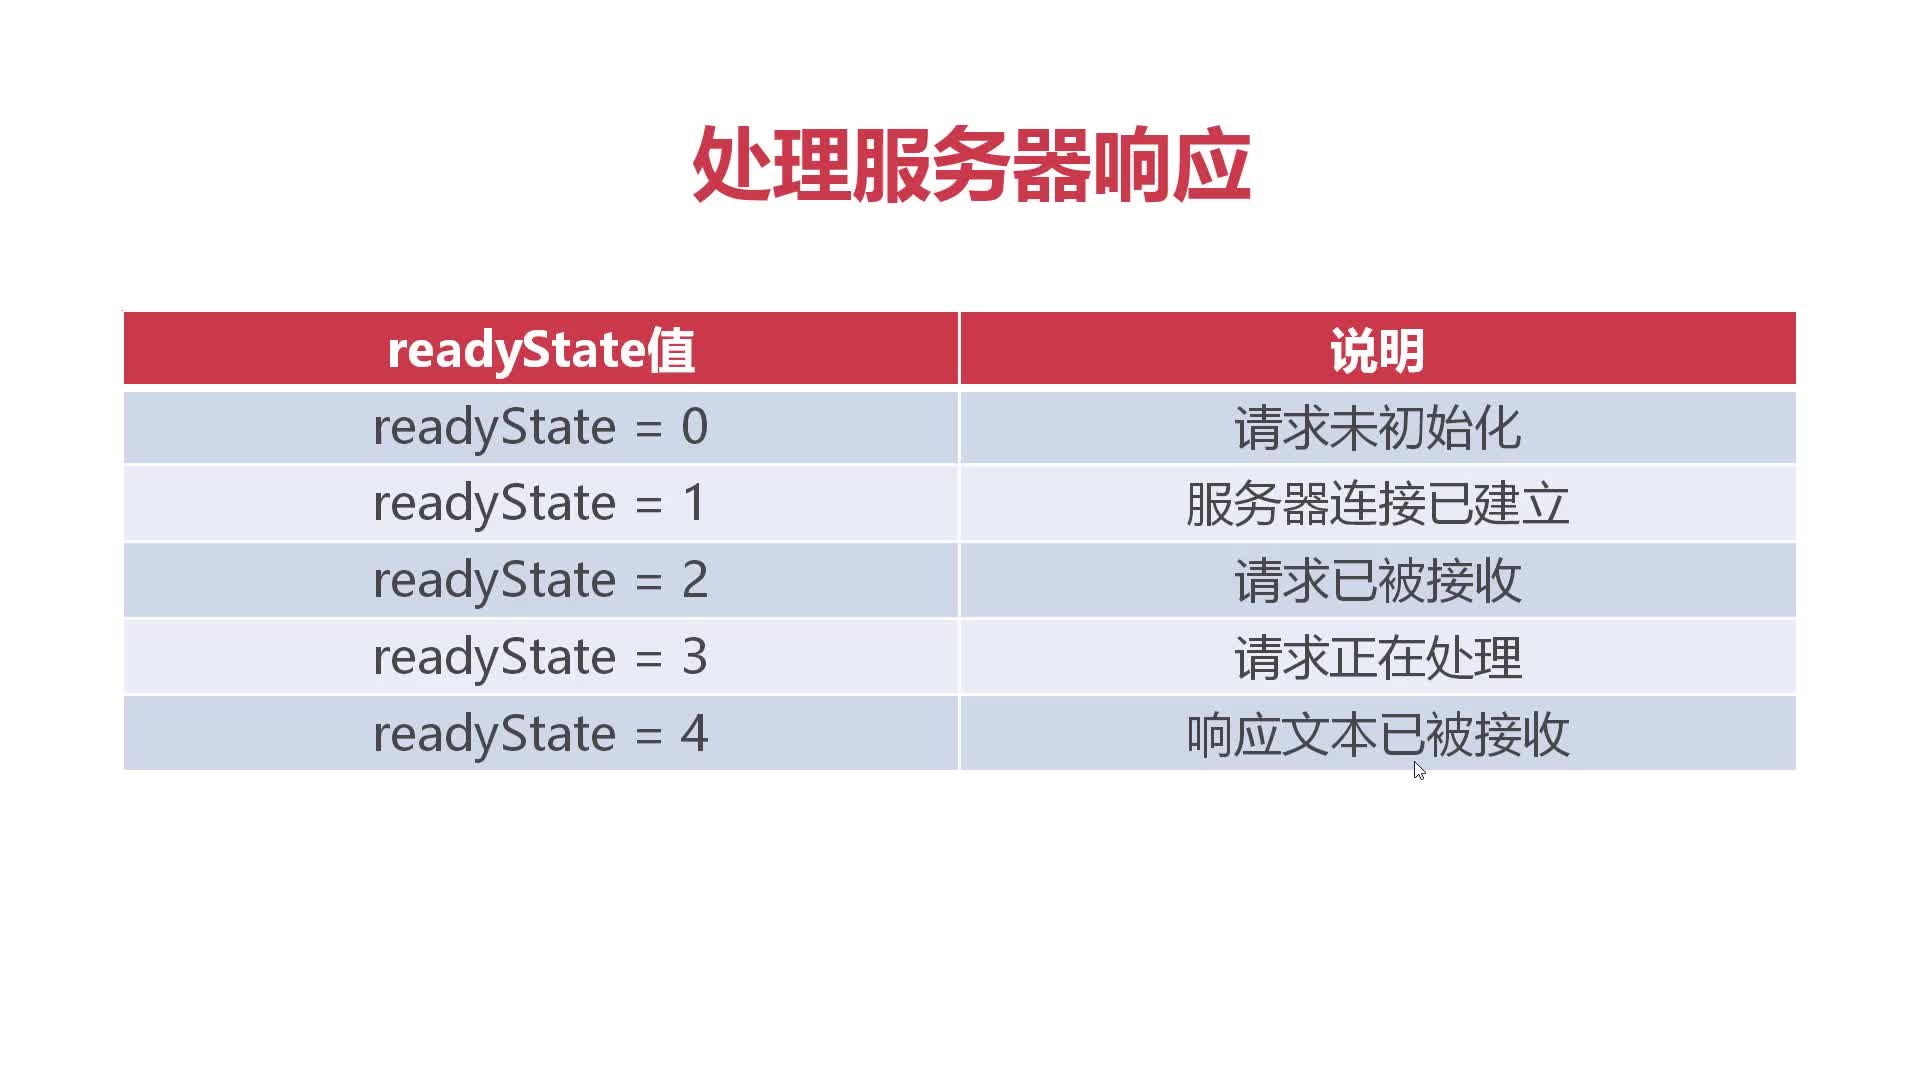 处理服务器响应
readyState值 说明
readyState = 0 请求未初始化
readyState = 1 服务器连接已建立
readyState = 2 请求已被接收
readyState = 3 请求正在处理
readyState = 4 响应文本已被接收